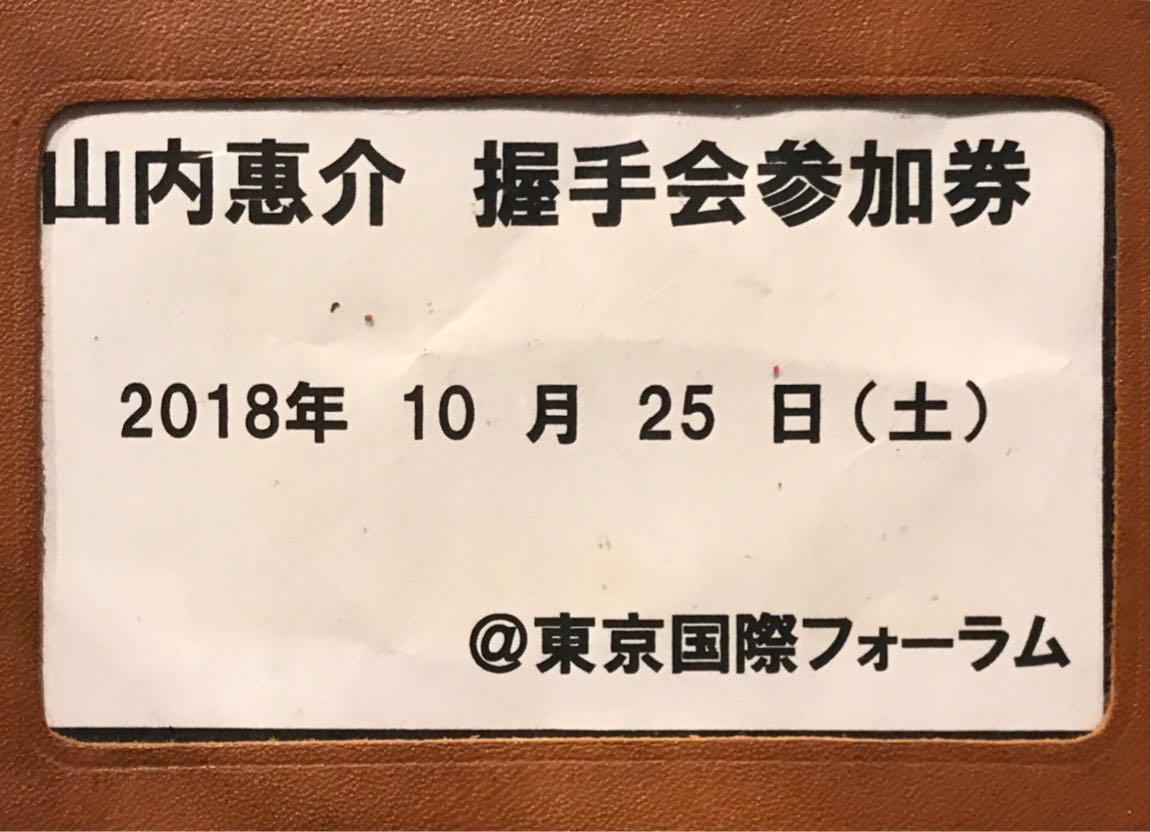 山内惠介 握手会参加券
2018年 10 月 25 日（土）
@東京国際フォーラム